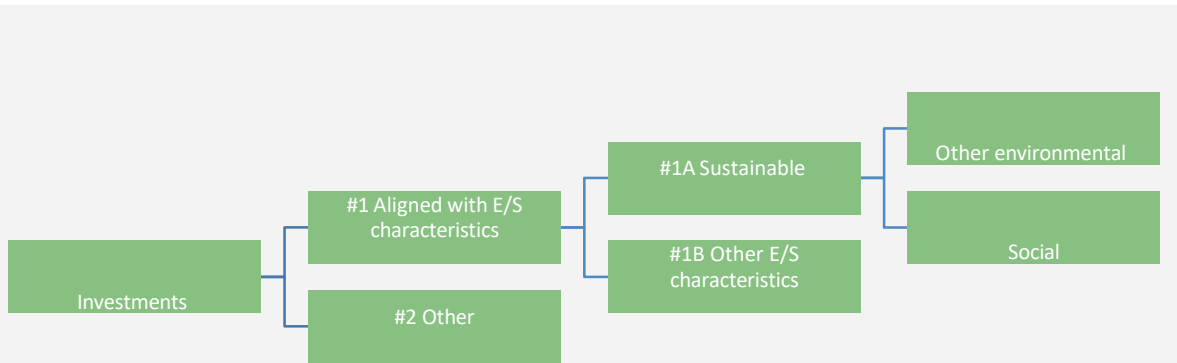 Investments
#1 Aligned with E/S
characteristics
#2 Other
#1A Sustainable
#1B Other E/S
characteristics
Other environmental
Social